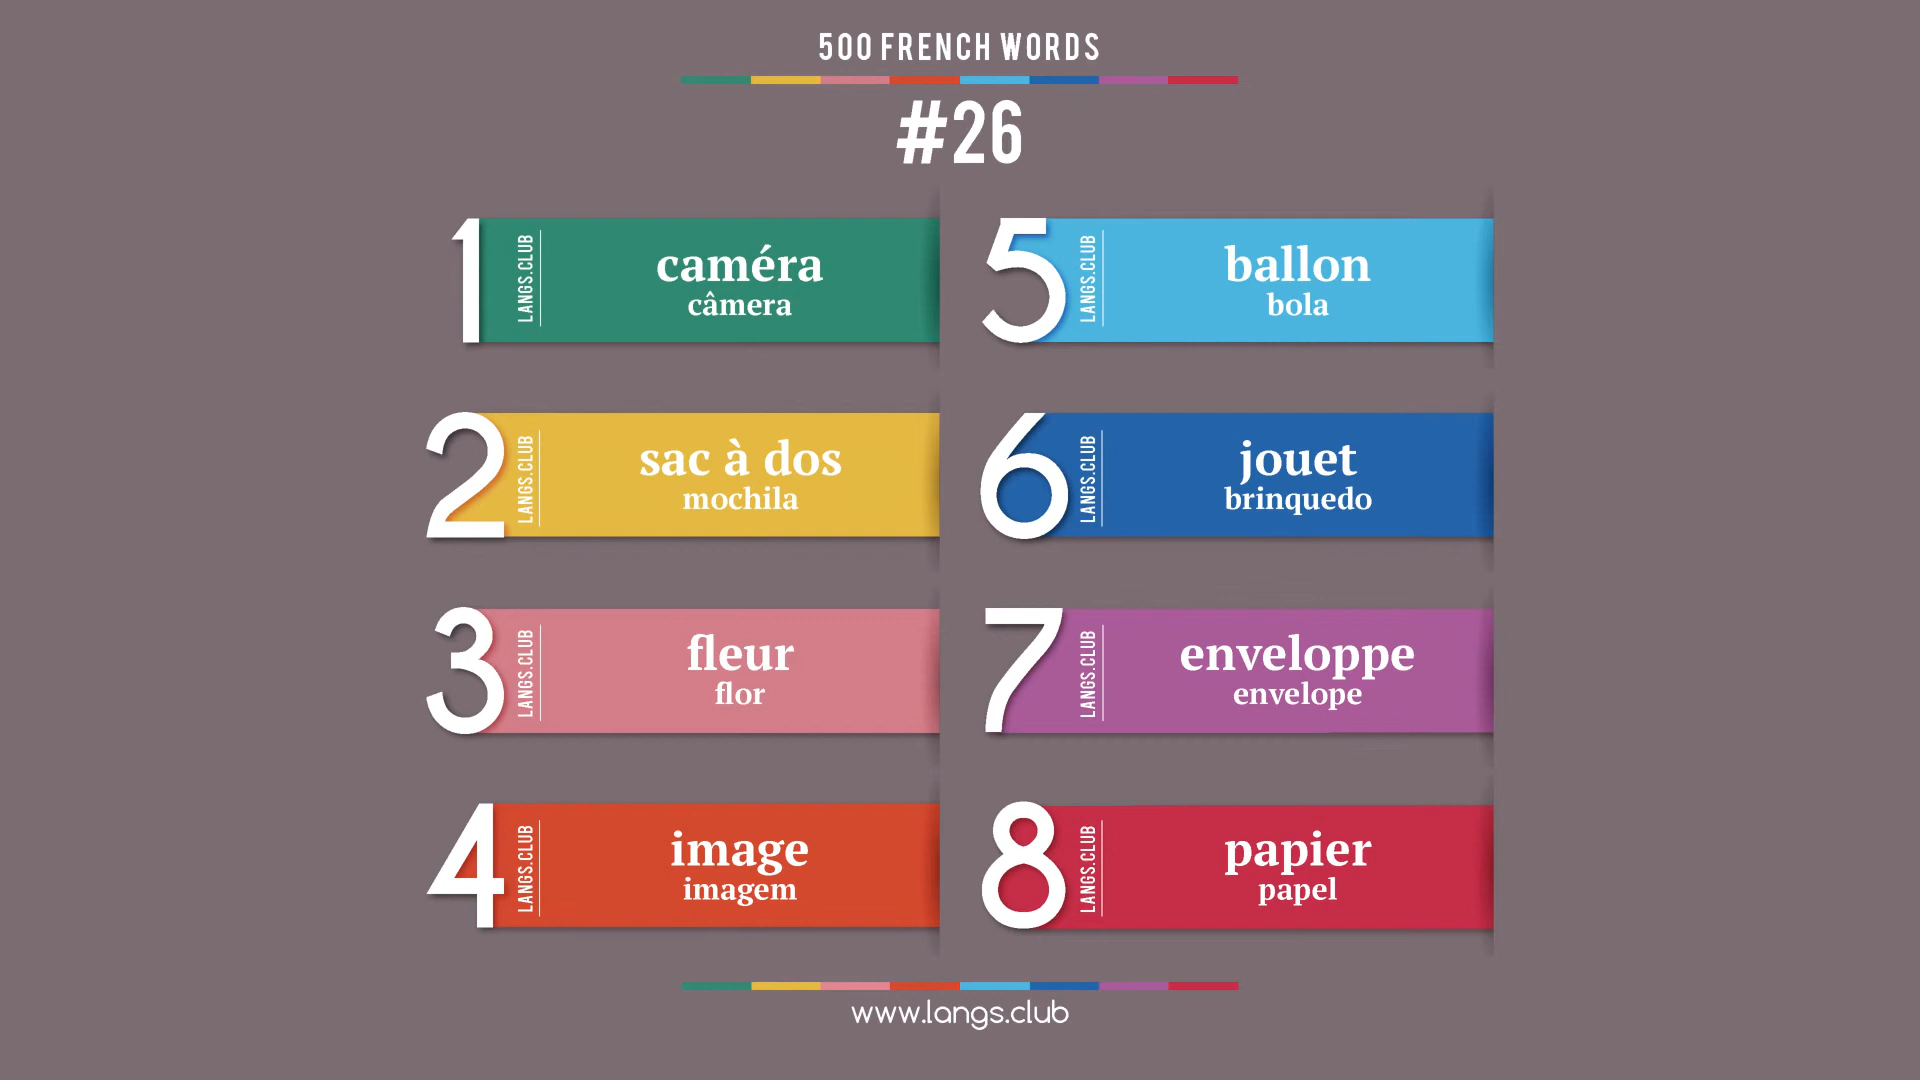 500 FRENCH WORDS
#26
1
LANGS.CLUB
caméra
câmera
2
LANGS.CLUB
sac à dos
mochila
3
LANGS.CLUB
fleur
flor
4
LANGS.CLUB
image
imagem
5
LANGS.CLUB
ballon
bola
6
LANGS.CLUB
jouet
brinquedo
7
LANGS.CLUB
enveloppe
envelope
8
LANGS.CLUB
papier
papel
www.langs.club